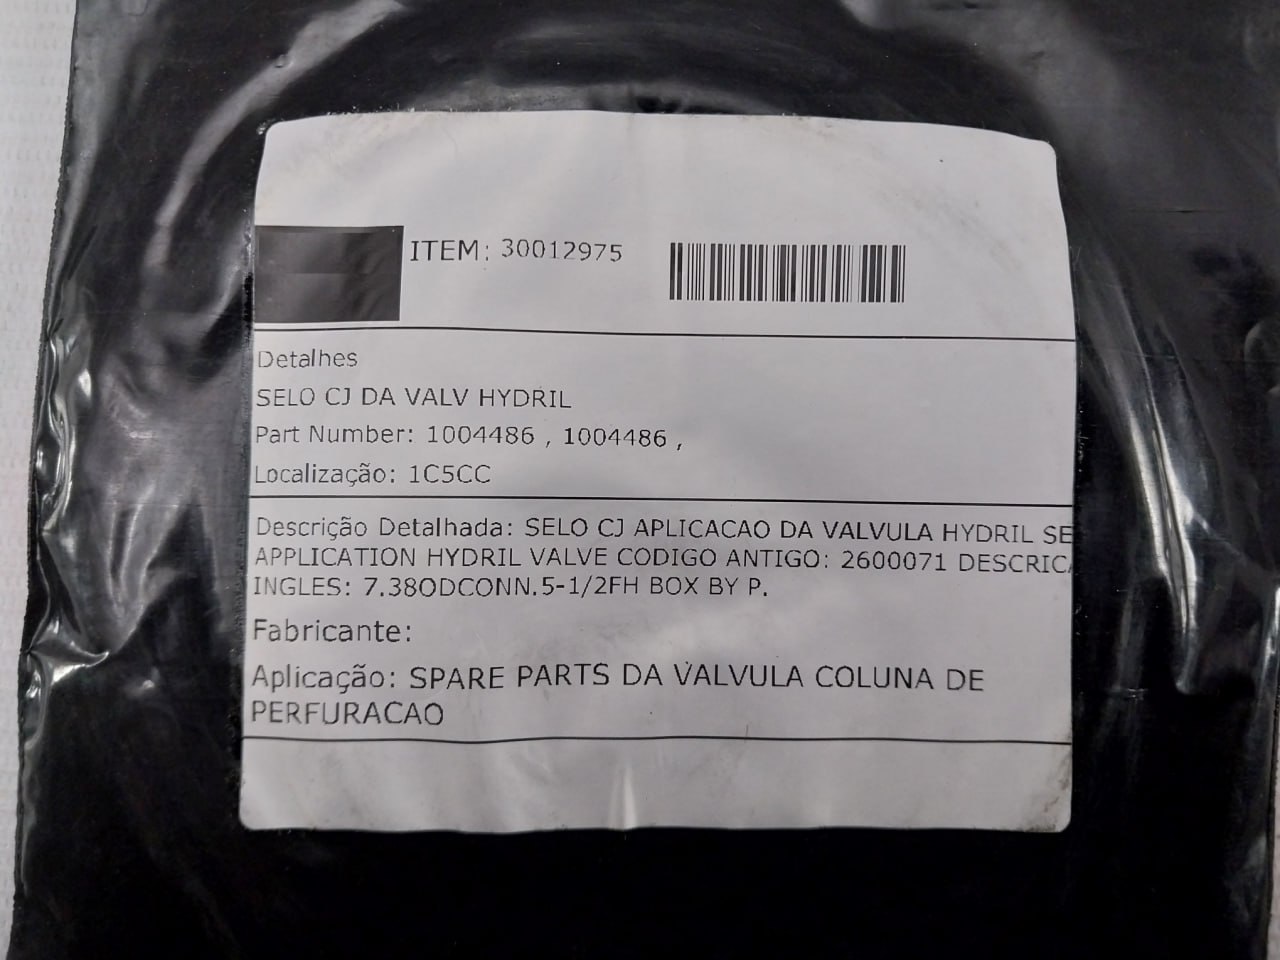 ITEM: 30012975
Detalhes
SELO CJ DA VALV HYDRIL
Part Number: 1004486 , 1004486 ,
Localização: 1C5CC
Descrição Detalhada: SELO CJ APLICACAO DA VALVULA HYDRIL SE
APPLICATION HYDRIL VALVE CODIGO ANTIGO: 2600071 DESCRICA
INGLES: 7.38ODCONN.5-1/2FH BOX BY P.
Fabricante:
Aplicação: SPARE PARTS DA VALVULA COLUNA DE
PERFURACAO